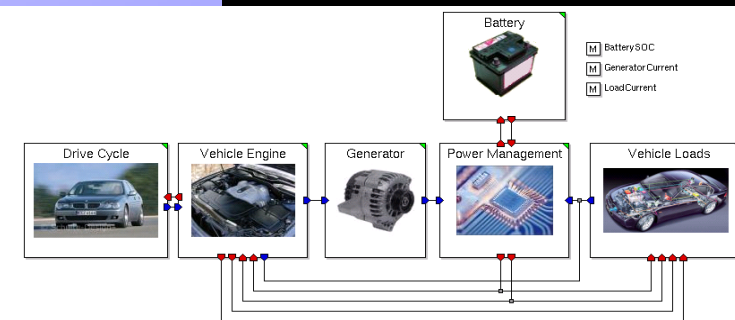 Battery
M BatterySOC
M GeneratorCurrent
M LoadCurrent
Drive Cycle
Vehicle Engine
Generator
Power Management
Vehicle Loads